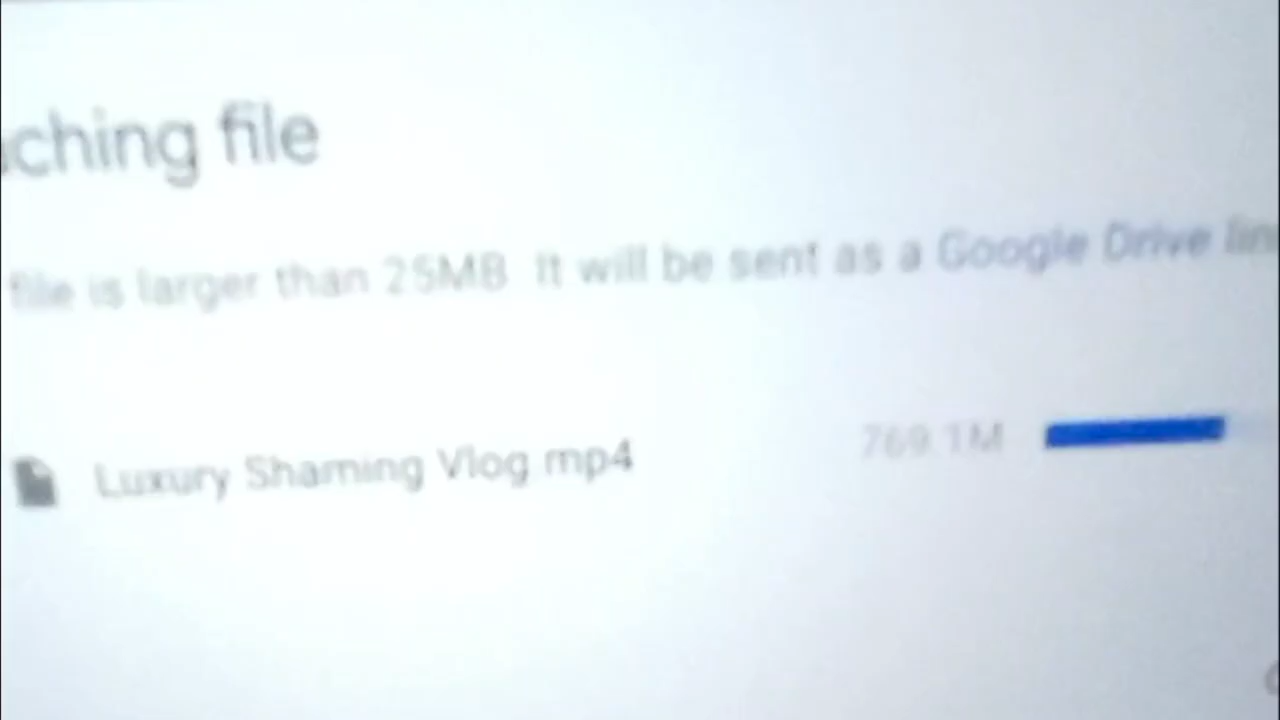 ching file
file is larger than 25MB. It will be sent as a Google Drive lin
Luxury Shaming Vlog.mp4 769.1M